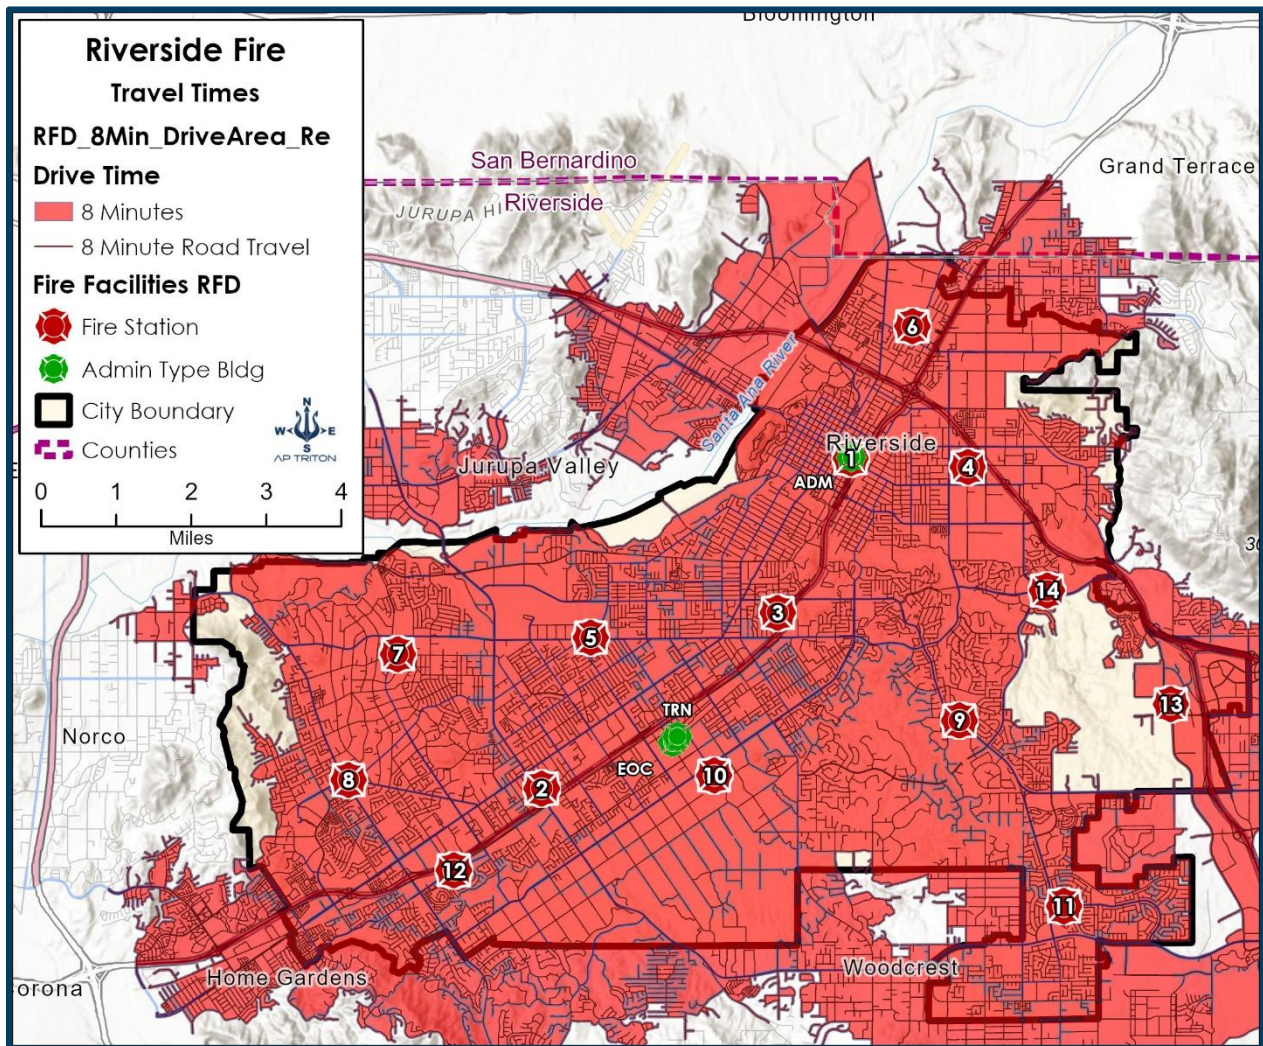 Riverside Fire
Travel Times
RFD_8Min_DriveArea_Re
Drive Time
8 Minutes
8 Minute Road Travel
Fire Facilities RFD
Fire Station
Admin Type Bldg
City Boundary
Counties
N
W E
S
AP TRITON
0 1 2 3 4
Miles
Bloomington
San Bernardino
Riverside
JURUPA HI
Grand Terrace
6
Santa Ana River
Riverside
1
ADM
4
Jurupa Valley
14
3
5
7
TRN
13
9
Norco
EOC
10
8
2
12
11
Woodcrest
Home Gardens
orona